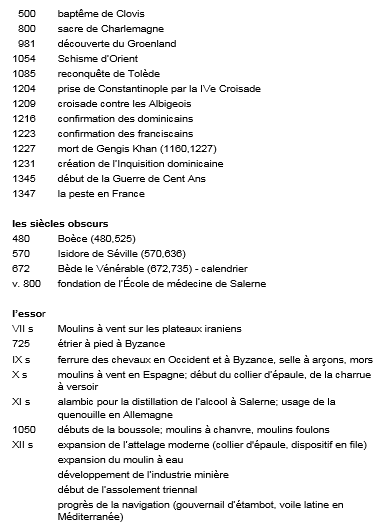 500 baptême de Clovis
800 sacre de Charlemagne
981 découverte du Groenland
1054 Schisme d'Orient
1085 reconquête de Tolède
1204 prise de Constantinople par la IVe Croisade
1209 croisade contre les Albigeois
1216 confirmation des dominicains
1223 confirmation des franciscains
1227 mort de Gengis Khan (1160,1227)
1231 création de l'Inquisition dominicaine
1345 début de la Guerre de Cent Ans
1347 la peste en France
les siècles obscurs
480 Boèce (480,525)
570 Isidore de Séville (570,636)
672 Bède le Vénérable (672,735) - calendrier
v. 800 fondation de l'École de médecine de Salerne
l'essor
VII s Moulins à vent sur les plateaux iraniens
725 étrier à pied à Byzance
IX s ferrure des chevaux en Occident et à Byzance, selle à arçons, mors
X s moulins à vent en Espagne; début du collier d'épaule, de la charrue
à versoir
XI s alambic pour la distillation de l'alcool à Salerne; usage de la
quenouille en Allemagne
1050 débuts de la boussole; moulins à chanvre, moulins foulons
XII s expansion de l'attelage moderne (collier d'épaule, dispositif en file)
expansion du moulin à eau
développement de l'industrie minière
début de l'assolement triennal
progrès de la navigation (gouvernail d'étambot, voile latine en
Méditerranée)